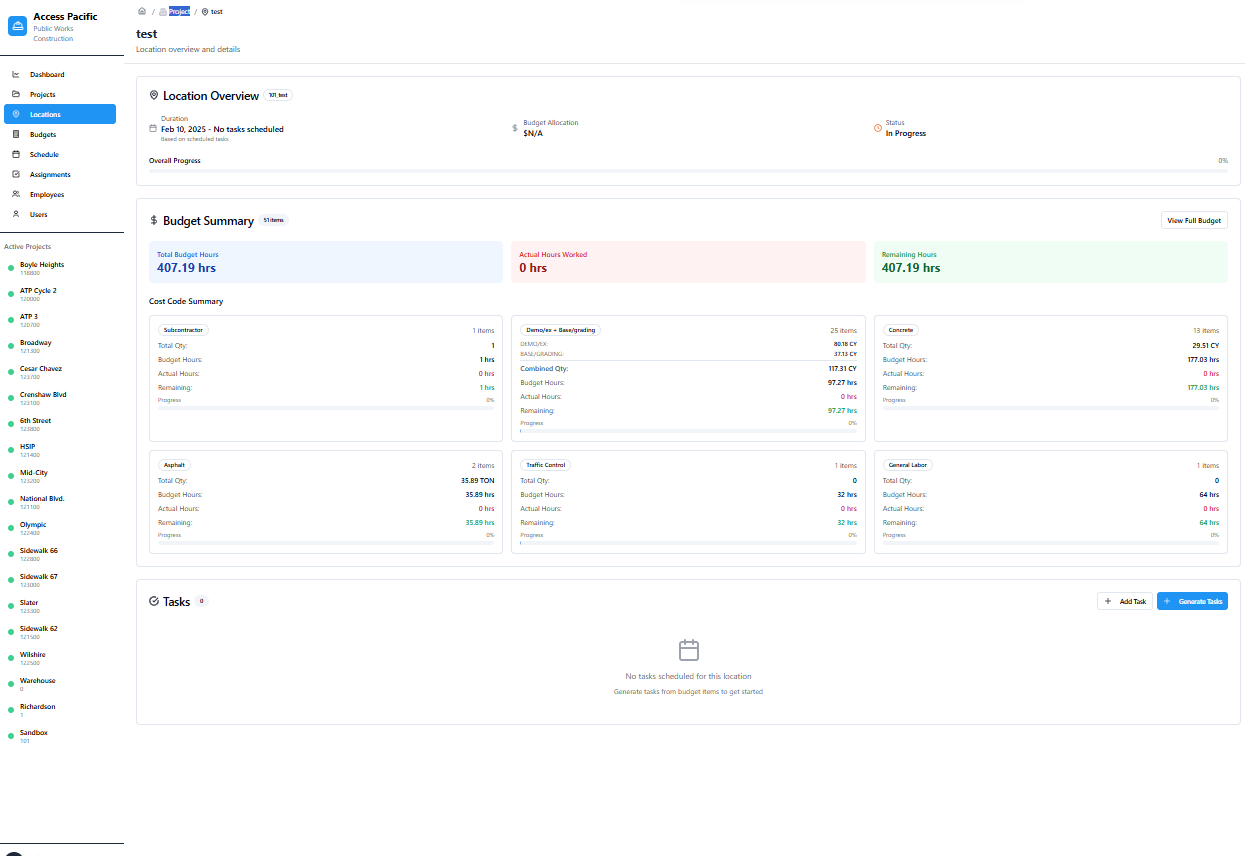 Access Pacific
Public Works
Construction
Dashboard
Projects
Locations
Budgets
Schedule
Assignments
Employees
Users
Active Projects
Boyle Heights
118800
ATP Cycle 2
120000
ATP 3
120700
Broadway
121300
Cesar Chavez
123700
Crenshaw Blvd
123100
6th Street
123800
HSIP
121400
Mid-City
123200
National Blvd.
121100
Olympic
122400
Sidewalk 66
122800
Sidewalk 67
123000
Slater
123300
Sidewalk 62
121500
Wilshire
122500
Warehouse
0
Richardson
1
Sandbox
101
/ Project / test
test
Location overview and details
Location Overview 101_test
Duration
Feb 10, 2025 - No tasks scheduled
Based on scheduled tasks
Budget Allocation
$N/A
Status
In Progress
Overall Progress 0%
Budget Summary 51 items
View Full Budget
Total Budget Hours
407.19 hrs
Actual Hours Worked
0 hrs
Remaining Hours
407.19 hrs
Cost Code Summary
Subcontractor 1 items
Total Qty: 1
Budget Hours: 1 hrs
Actual Hours: 0 hrs
Remaining: 1 hrs
Progress 0%
Demo/ex + Base/grading 25 items
DEMO/EX: 80.18 CY
BASE/GRADING: 37.13 CY
Combined Qty: 117.31 CY
Budget Hours: 97.27 hrs
Actual Hours: 0 hrs
Remaining: 97.27 hrs
Progress 0%
Concrete 13 items
Total Qty: 29.51 CY
Budget Hours: 177.03 hrs
Actual Hours: 0 hrs
Remaining: 177.03 hrs
Progress 0%
Asphalt 2 items
Total Qty: 35.89 TON
Budget Hours: 35.89 hrs
Actual Hours: 0 hrs
Remaining: 35.89 hrs
Progress 0%
Traffic Control 1 items
Total Qty: 0
Budget Hours: 32 hrs
Actual Hours: 0 hrs
Remaining: 32 hrs
Progress 0%
General Labor 1 items
Total Qty: 0
Budget Hours: 64 hrs
Actual Hours: 0 hrs
Remaining: 64 hrs
Progress 0%
Tasks 0
+ Add Task
+ Generate Tasks
No tasks scheduled for this location
Generate tasks from budget items to get started